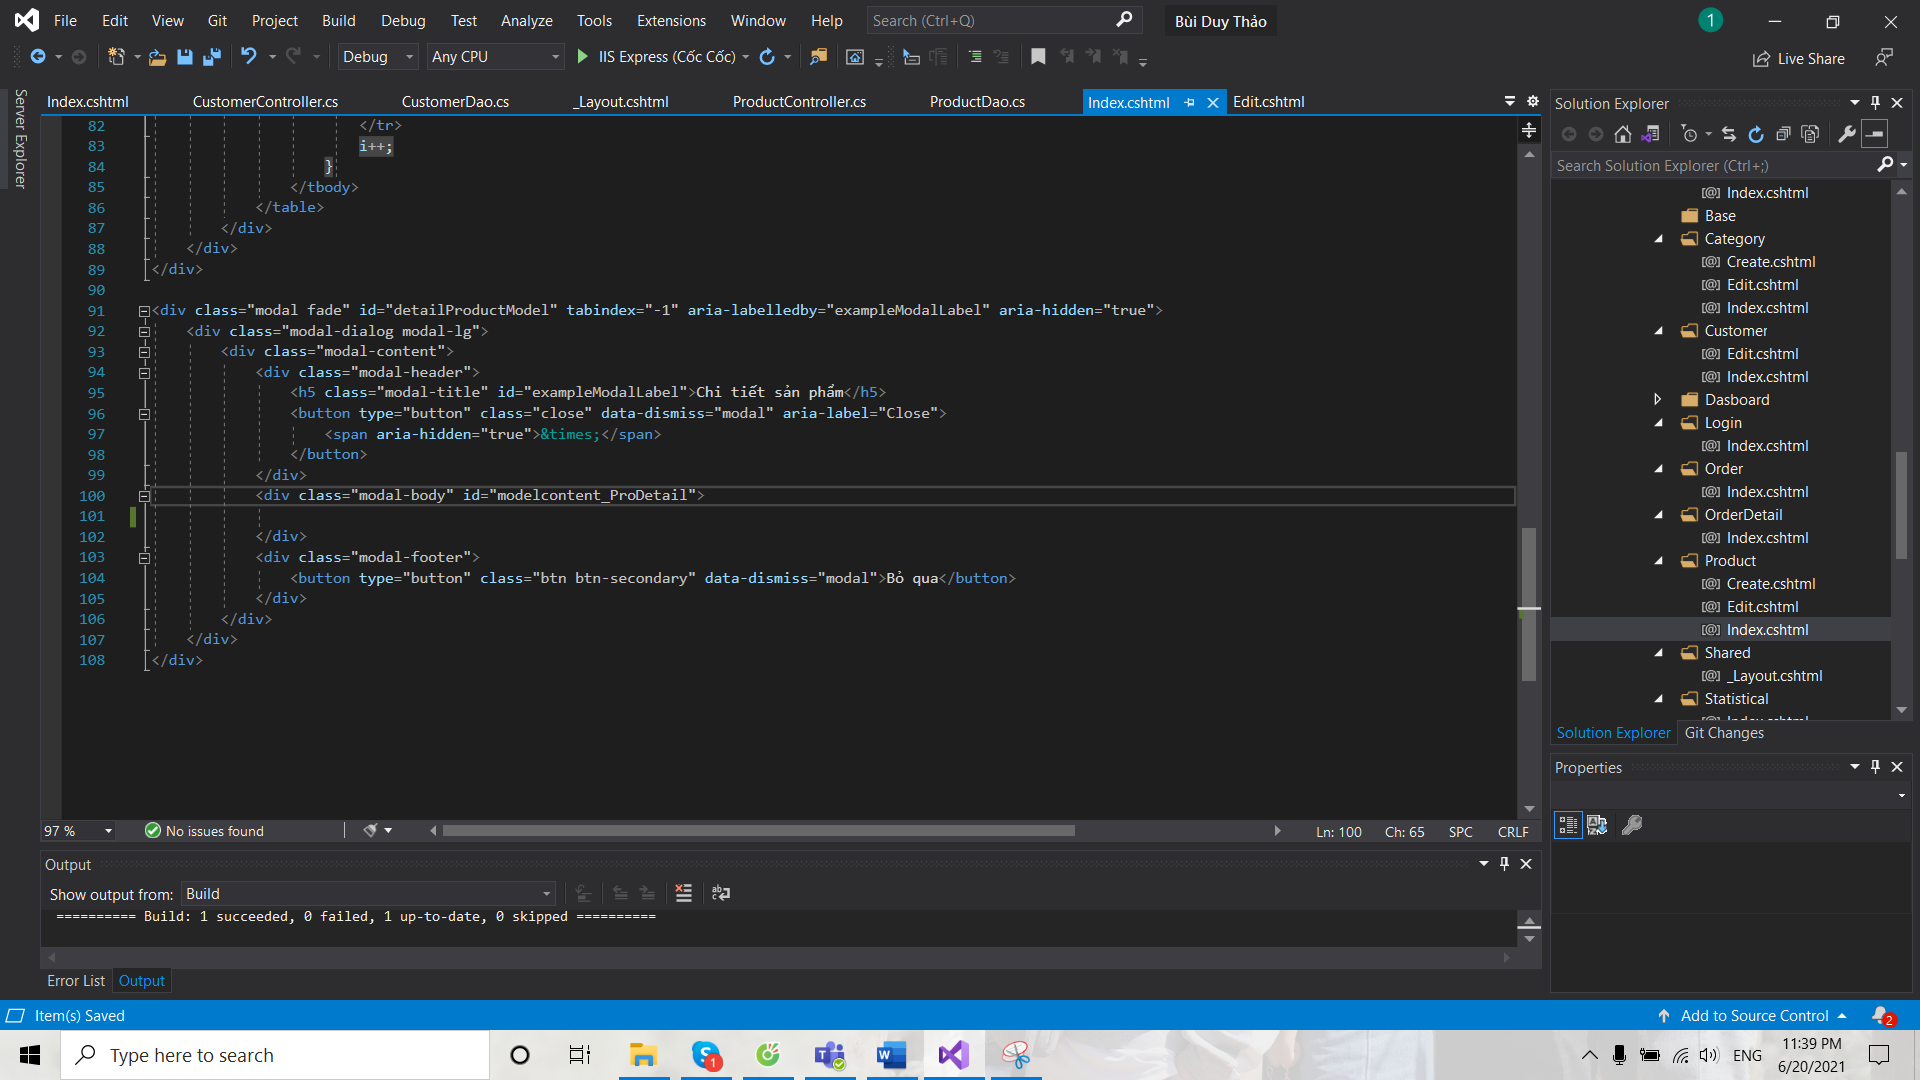 File Edit View Git Project Build Debug Test Analyze Tools Extensions Window Help Search (Ctrl+Q) Bùi Duy Thảo 1
Debug Any CPU IIS Express (Cốc Cốc) Live Share
Server Explorer
Index.cshtml CustomerController.cs CustomerDao.cs _Layout.cshtml ProductController.cs ProductDao.cs Index.cshtml Edit.cshtml
82 </tr>
83 i++;
84 }
85 </tbody>
86 </table>
87 </div>
88 </div>
89 </div>
90
91 <div class="modal fade" id="detailProductModel" tabindex="-1" aria-labelledby="exampleModalLabel" aria-hidden="true">
92 <div class="modal-dialog modal-lg">
93 <div class="modal-content">
94 <div class="modal-header">
95 <h5 class="modal-title" id="exampleModalLabel">Chi tiết sản phẩm</h5>
96 <button type="button" class="close" data-dismiss="modal" aria-label="Close">
97 <span aria-hidden="true">&times;</span>
98 </button>
99 </div>
100 <div class="modal-body" id="modelcontent_ProDetail">
101
102 </div>
103 <div class="modal-footer">
104 <button type="button" class="btn btn-secondary" data-dismiss="modal">Bỏ qua</button>
105 </div>
106 </div>
107 </div>
108 </div>
97 % No issues found Ln: 100 Ch: 65 SPC CRLF
Output
Show output from: Build
========== Build: 1 succeeded, 0 failed, 1 up-to-date, 0 skipped ==========
Error List Output
Solution Explorer
Search Solution Explorer (Ctrl+;)
Index.cshtml
Base
Category
Create.cshtml
Edit.cshtml
Index.cshtml
Customer
Edit.cshtml
Index.cshtml
Dasboard
Login
Index.cshtml
Order
Index.cshtml
OrderDetail
Index.cshtml
Product
Create.cshtml
Edit.cshtml
Index.cshtml
Shared
_Layout.cshtml
Statistical
Index.cshtml
Solution Explorer Git Changes
Properties
Item(s) Saved Add to Source Control 2
Type here to search 1 ENG 11:39 PM
6/20/2021